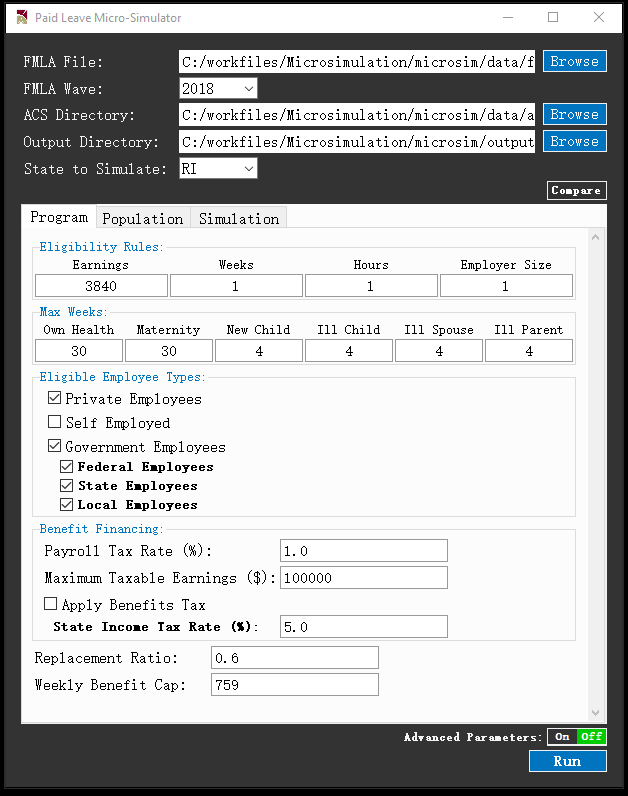 Paid Leave Micro-Simulator
FMLA File: C:/workfiles/Microsimulation/microsim/data/f Browse
FMLA Wave: 2018
ACS Directory: C:/workfiles/Microsimulation/microsim/data/a Browse
Output Directory: C:/workfiles/Microsimulation/microsim/output Browse
State to Simulate: RI
Compare
Program Population Simulation
Eligibility Rules:
Earnings Weeks Hours Employer Size
3840 1 1 1
Max Weeks:
Own Health Maternity New Child Ill Child Ill Spouse Ill Parent
30 30 4 4 4 4
Eligible Employee Types:
Private Employees
Self Employed
Government Employees
Federal Employees
State Employees
Local Employees
Benefit Financing:
Payroll Tax Rate (%): 1.0
Maximum Taxable Earnings ($): 100000
Apply Benefits Tax
State Income Tax Rate (%): 5.0
Replacement Ratio: 0.6
Weekly Benefit Cap: 759
Advanced Parameters: On Off
Run